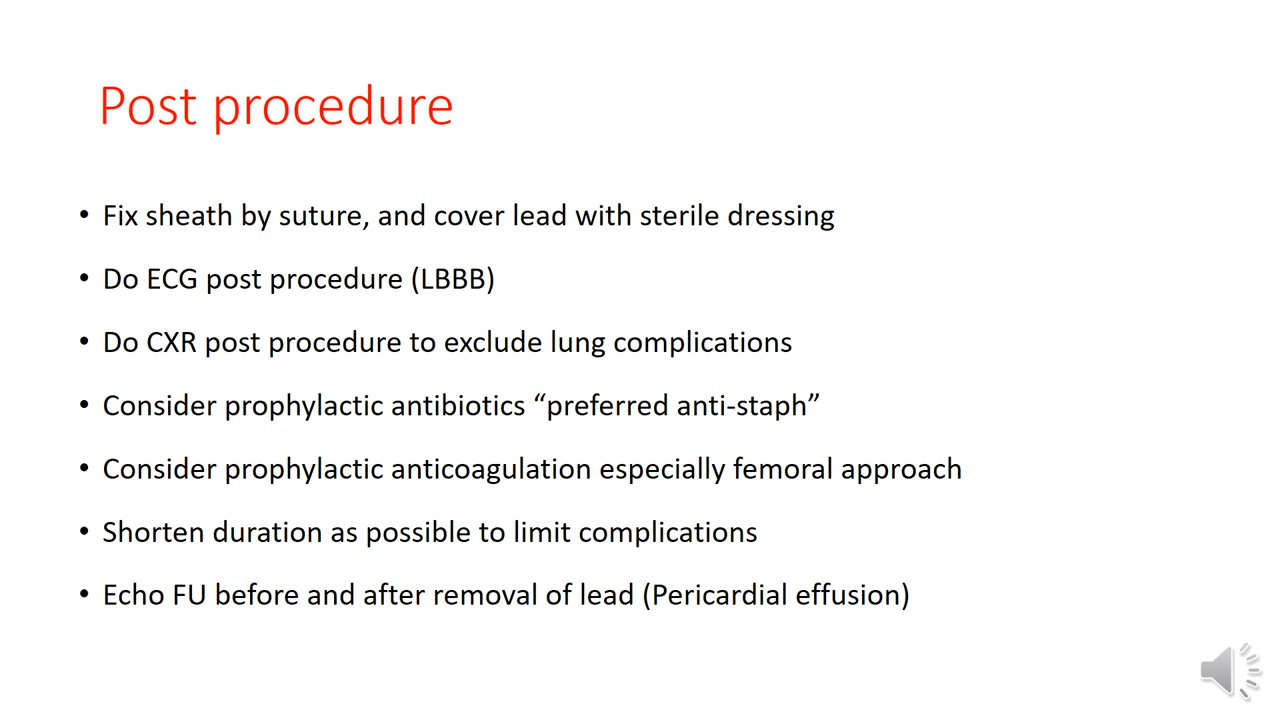 Post procedure
• Fix sheath by suture, and cover lead with sterile dressing
• Do ECG post procedure (LBBB)
• Do CXR post procedure to exclude lung complications
• Consider prophylactic antibiotics “preferred anti-staph”
• Consider prophylactic anticoagulation especially femoral approach
• Shorten duration as possible to limit complications
• Echo FU before and after removal of lead (Pericardial effusion)